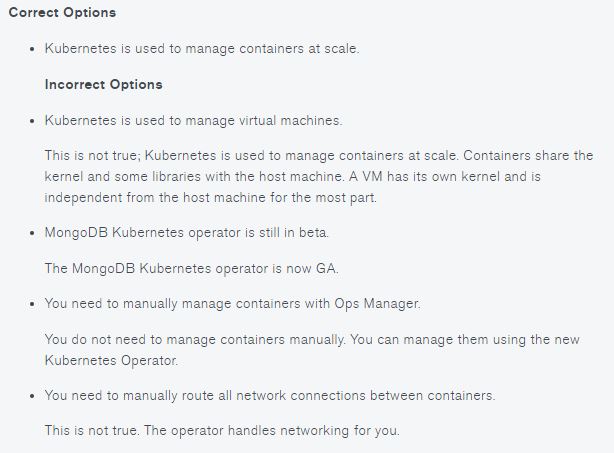 Correct Options
• Kubernetes is used to manage containers at scale.
Incorrect Options
• Kubernetes is used to manage virtual machines.
This is not true; Kubernetes is used to manage containers at scale. Containers share the
kernel and some libraries with the host machine. A VM has its own kernel and is
independent from the host machine for the most part.
• MongoDB Kubernetes operator is still in beta.
The MongoDB Kubernetes operator is now GA.
• You need to manually manage containers with Ops Manager.
You do not need to manage containers manually. You can manage them using the new
Kubernetes Operator.
• You need to manually route all network connections between containers.
This is not true. The operator handles networking for you.